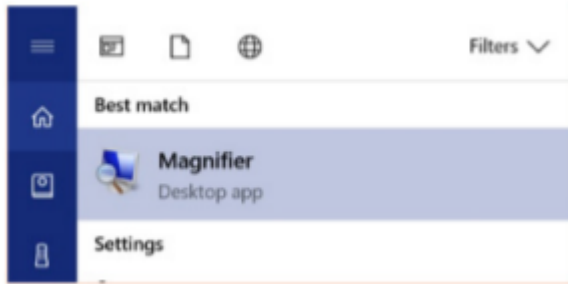 Filters
Best match
Magnifier
Desktop app
Settings